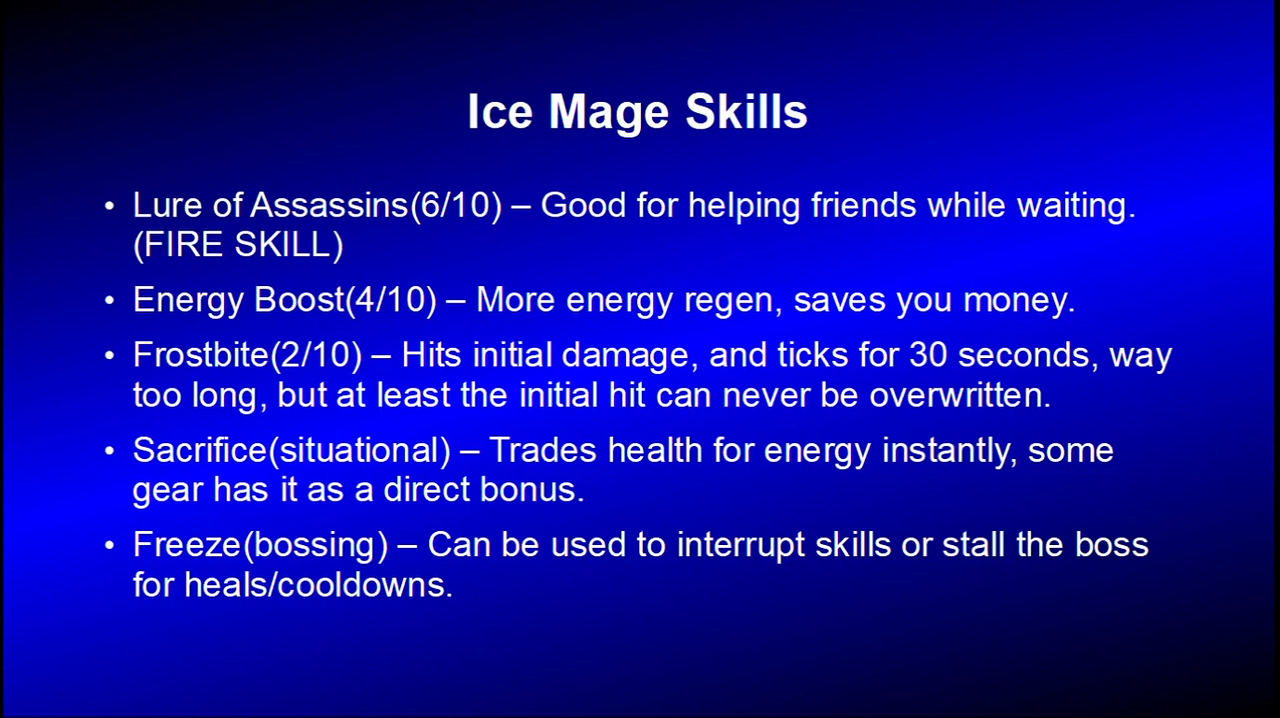 Ice Mage Skills
• Lure of Assassins(6/10) – Good for helping friends while waiting.
(FIRE SKILL)
• Energy Boost(4/10) – More energy regen, saves you money.
• Frostbite(2/10) – Hits initial damage, and ticks for 30 seconds, way
too long, but at least the initial hit can never be overwritten.
• Sacrifice(situational) – Trades health for energy instantly, some
gear has it as a direct bonus.
• Freeze(bossing) – Can be used to interrupt skills or stall the boss
for heals/cooldowns.